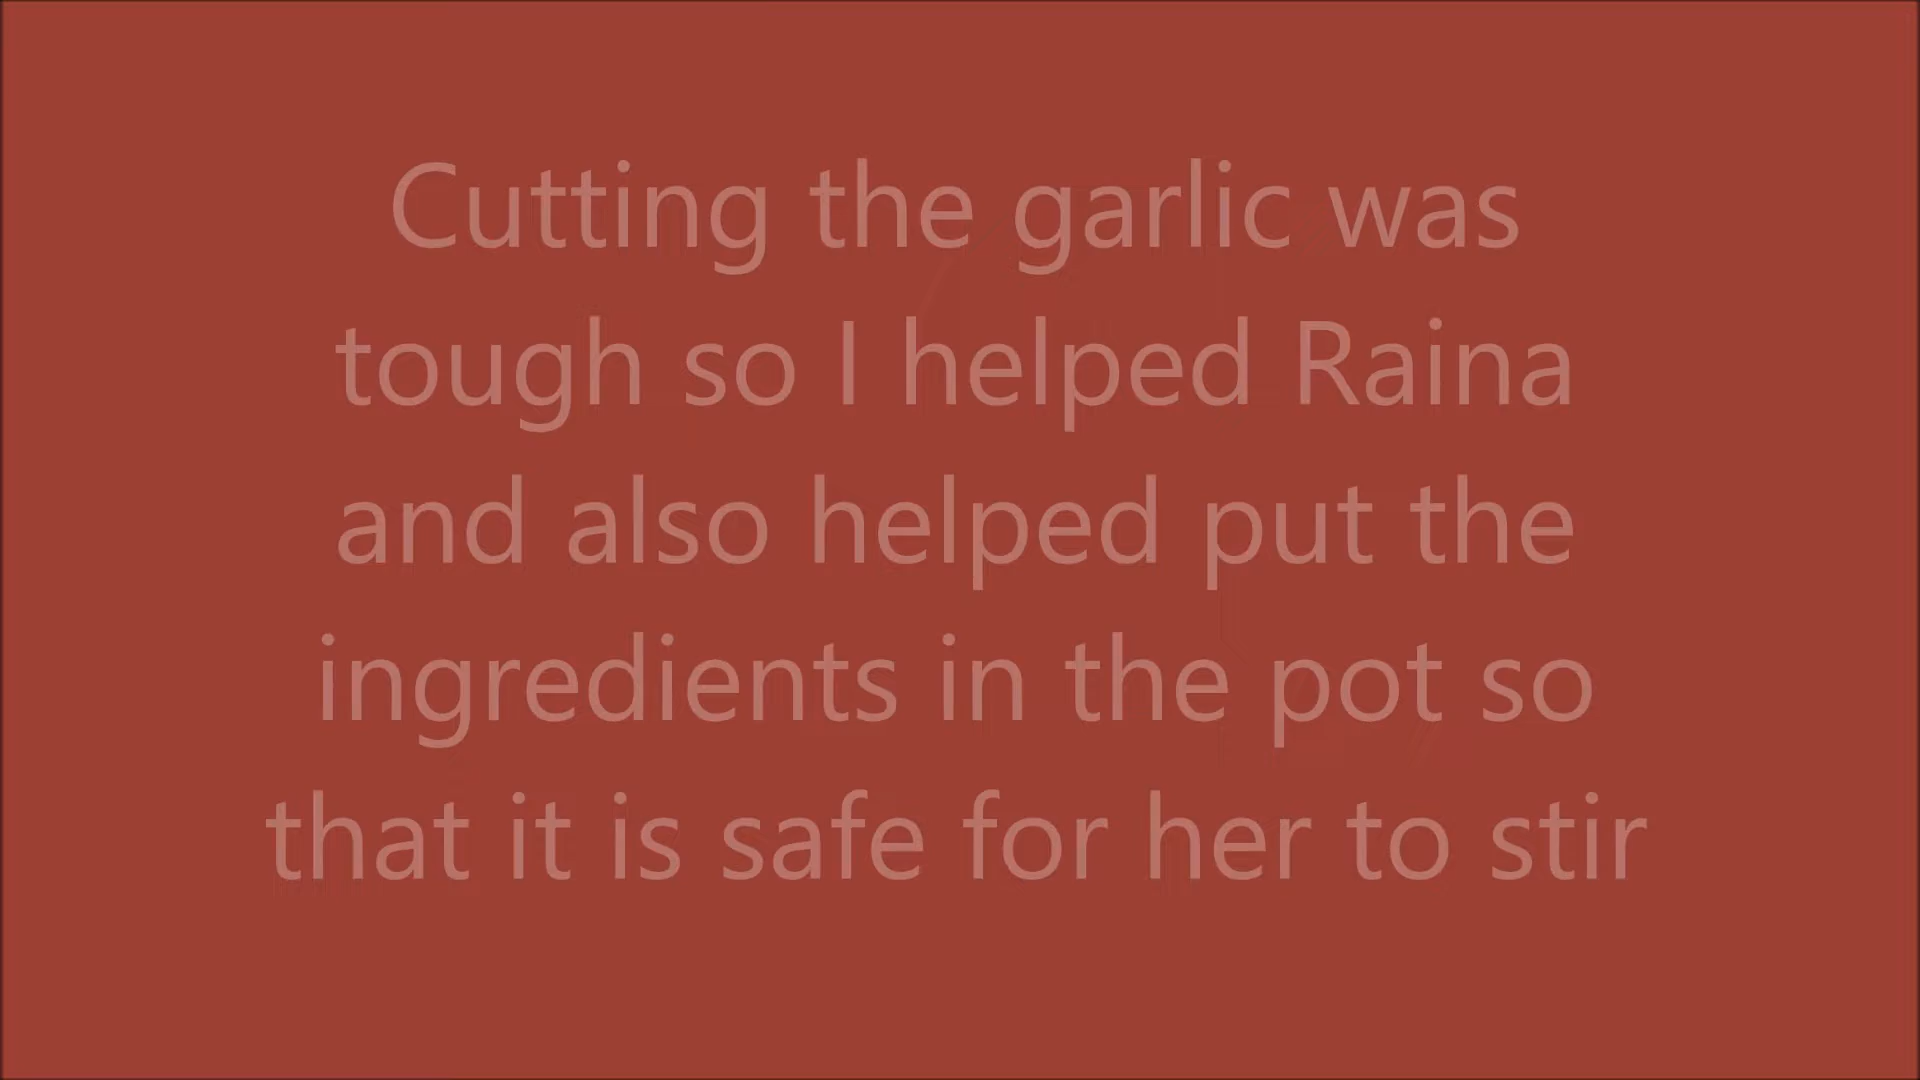 Cutting the garlic was
tough so I helped Raina
and also helped put the
ingredients in the pot so
that it is safe for her to stir